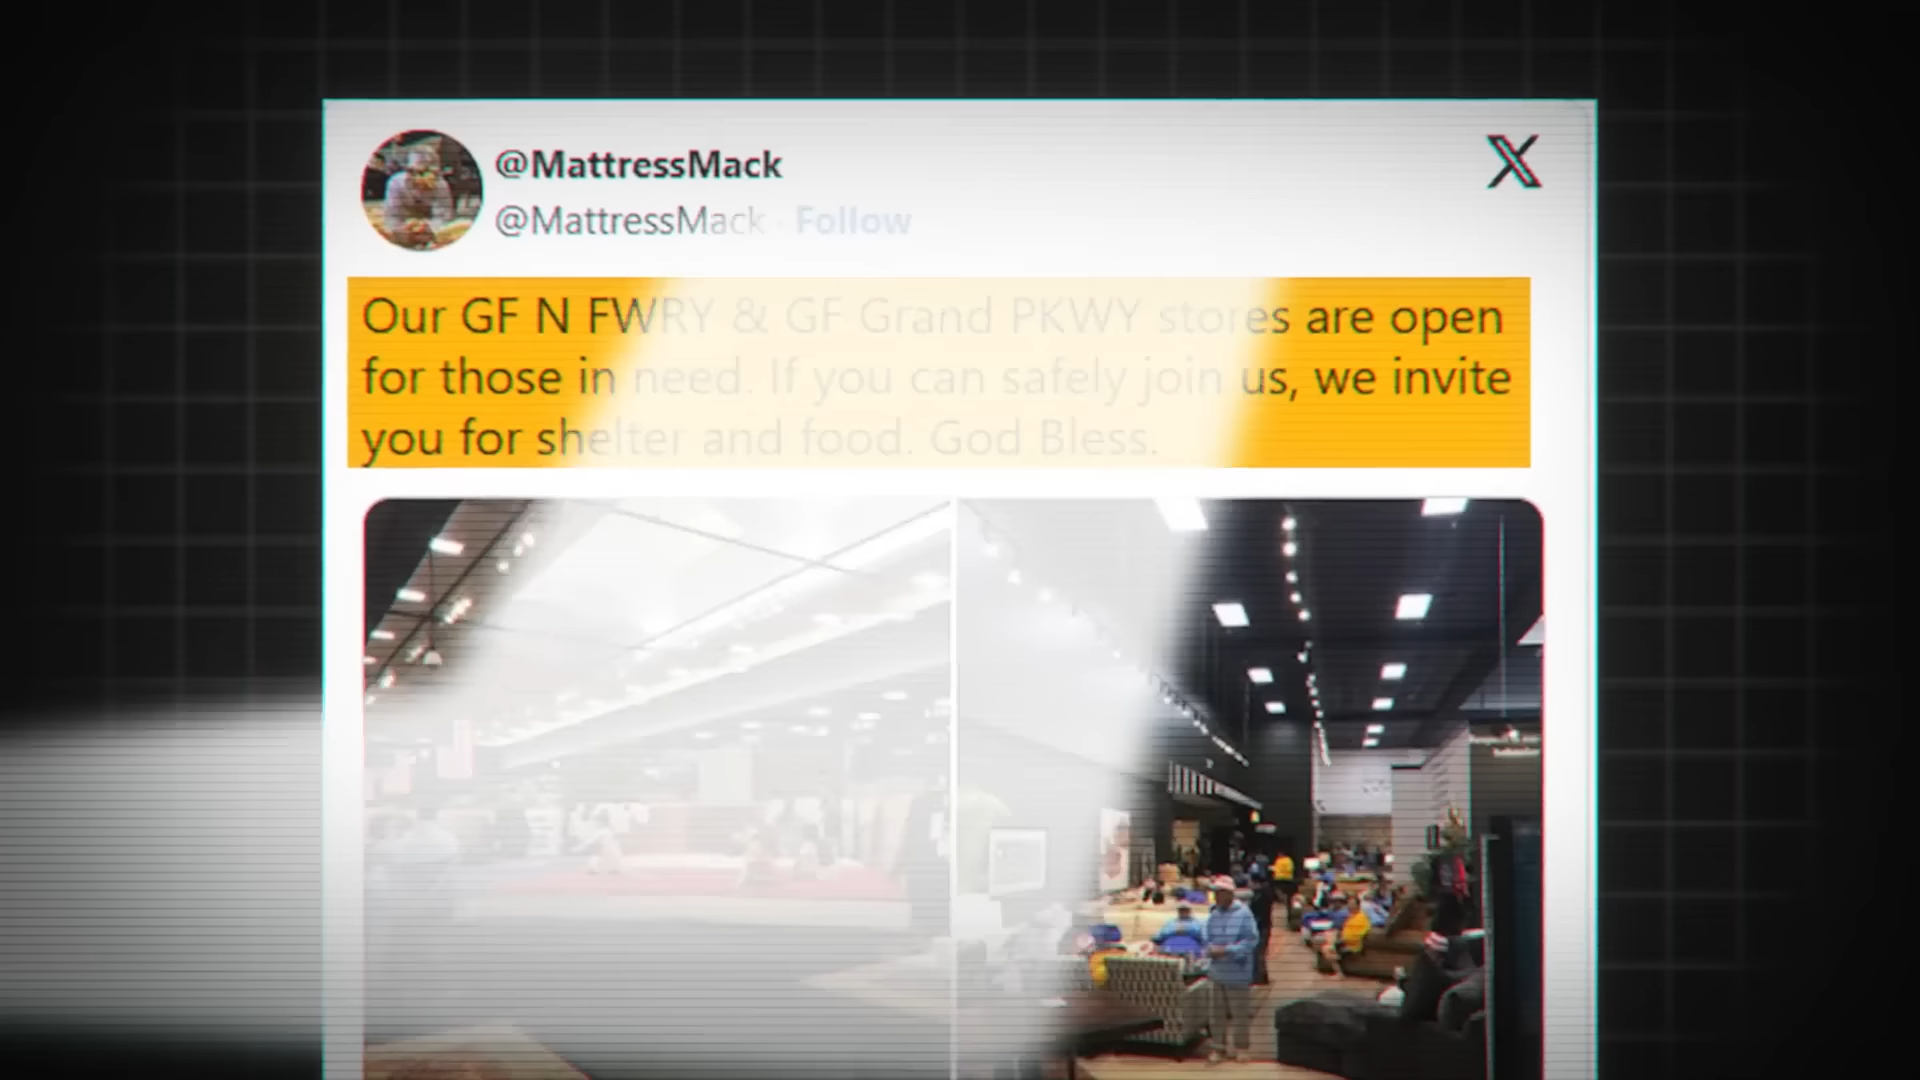 @MattressMack
@MattressMack · Follow
Our GF N FWRY & GF Grand PKWY stores are open
for those in need. If you can safely join us, we invite
you for shelter and food. God Bless.